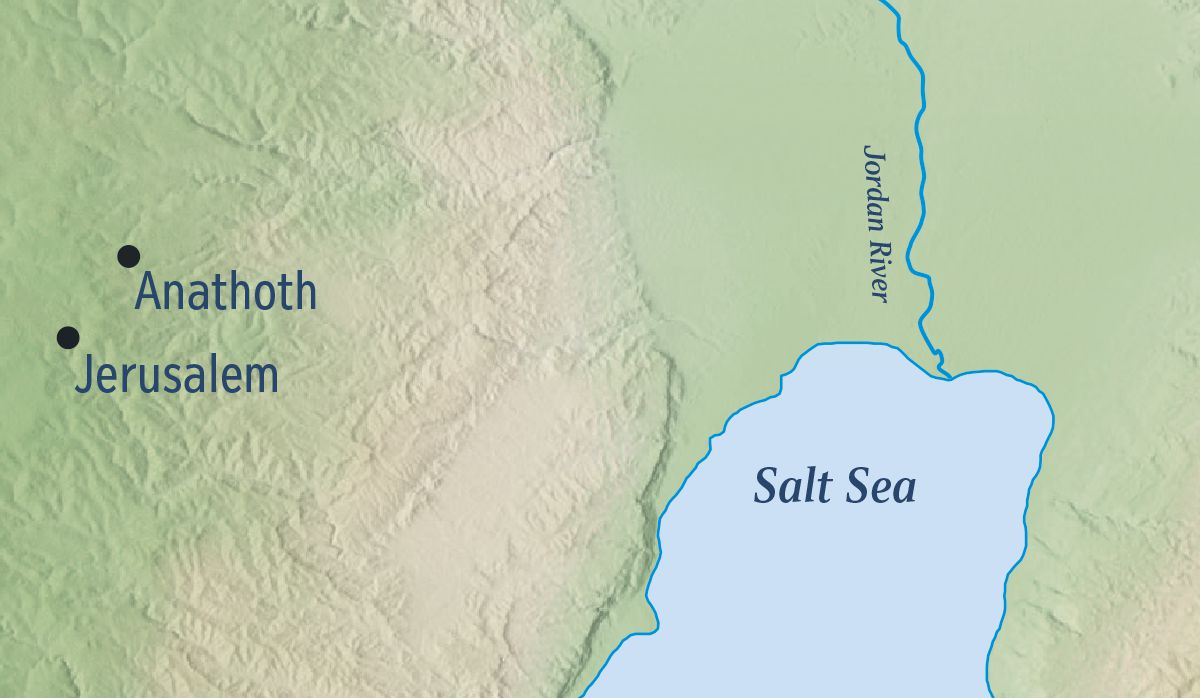 Jordan River
Anathoth
Jerusalem
Salt Sea